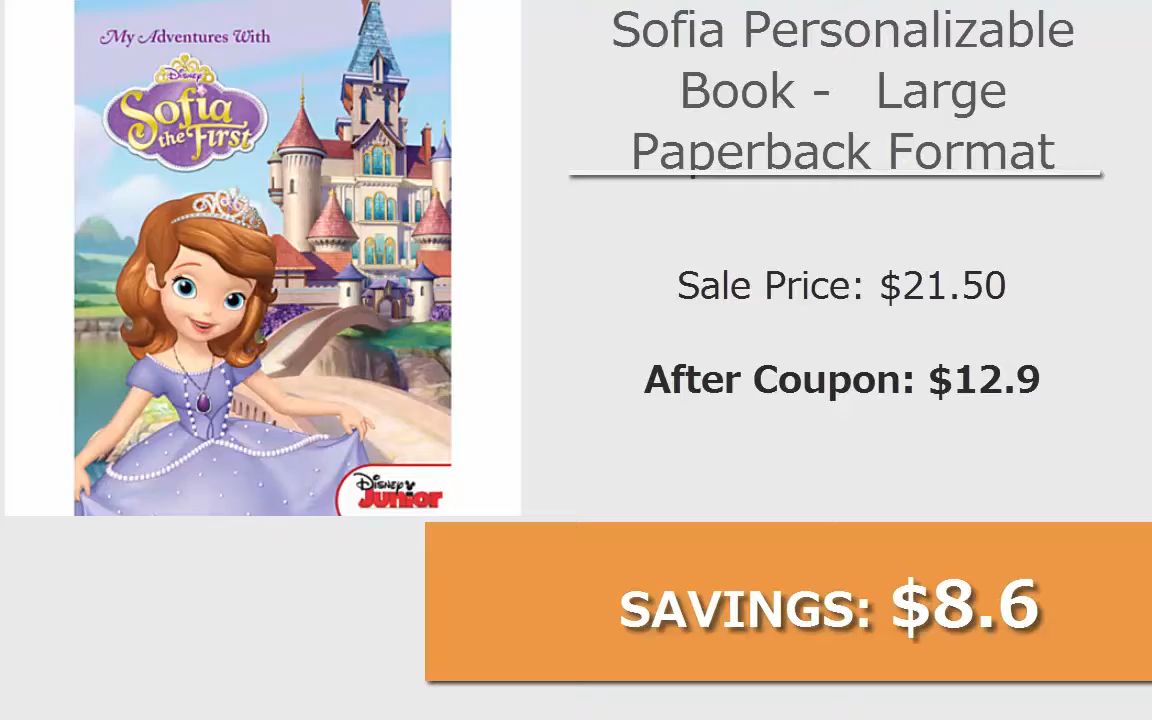 My Adventures With
Disney
Sofia
the First
Disney
Junior
Sofia Personalizable
Book - Large
Paperback Format
Sale Price: $21.50
After Coupon: $12.9
SAVINGS: $8.6